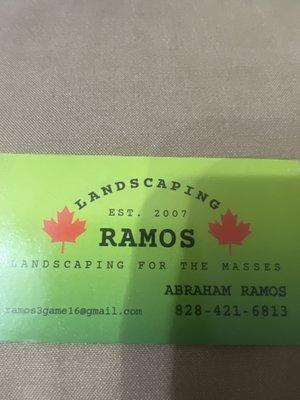 LANDSCAPING
EST. 2007
RAMOS
LANDSCAPING FOR THE MASSES
ABRAHAM RAMOS
ramos3game16@gmail.com 828-421-6813